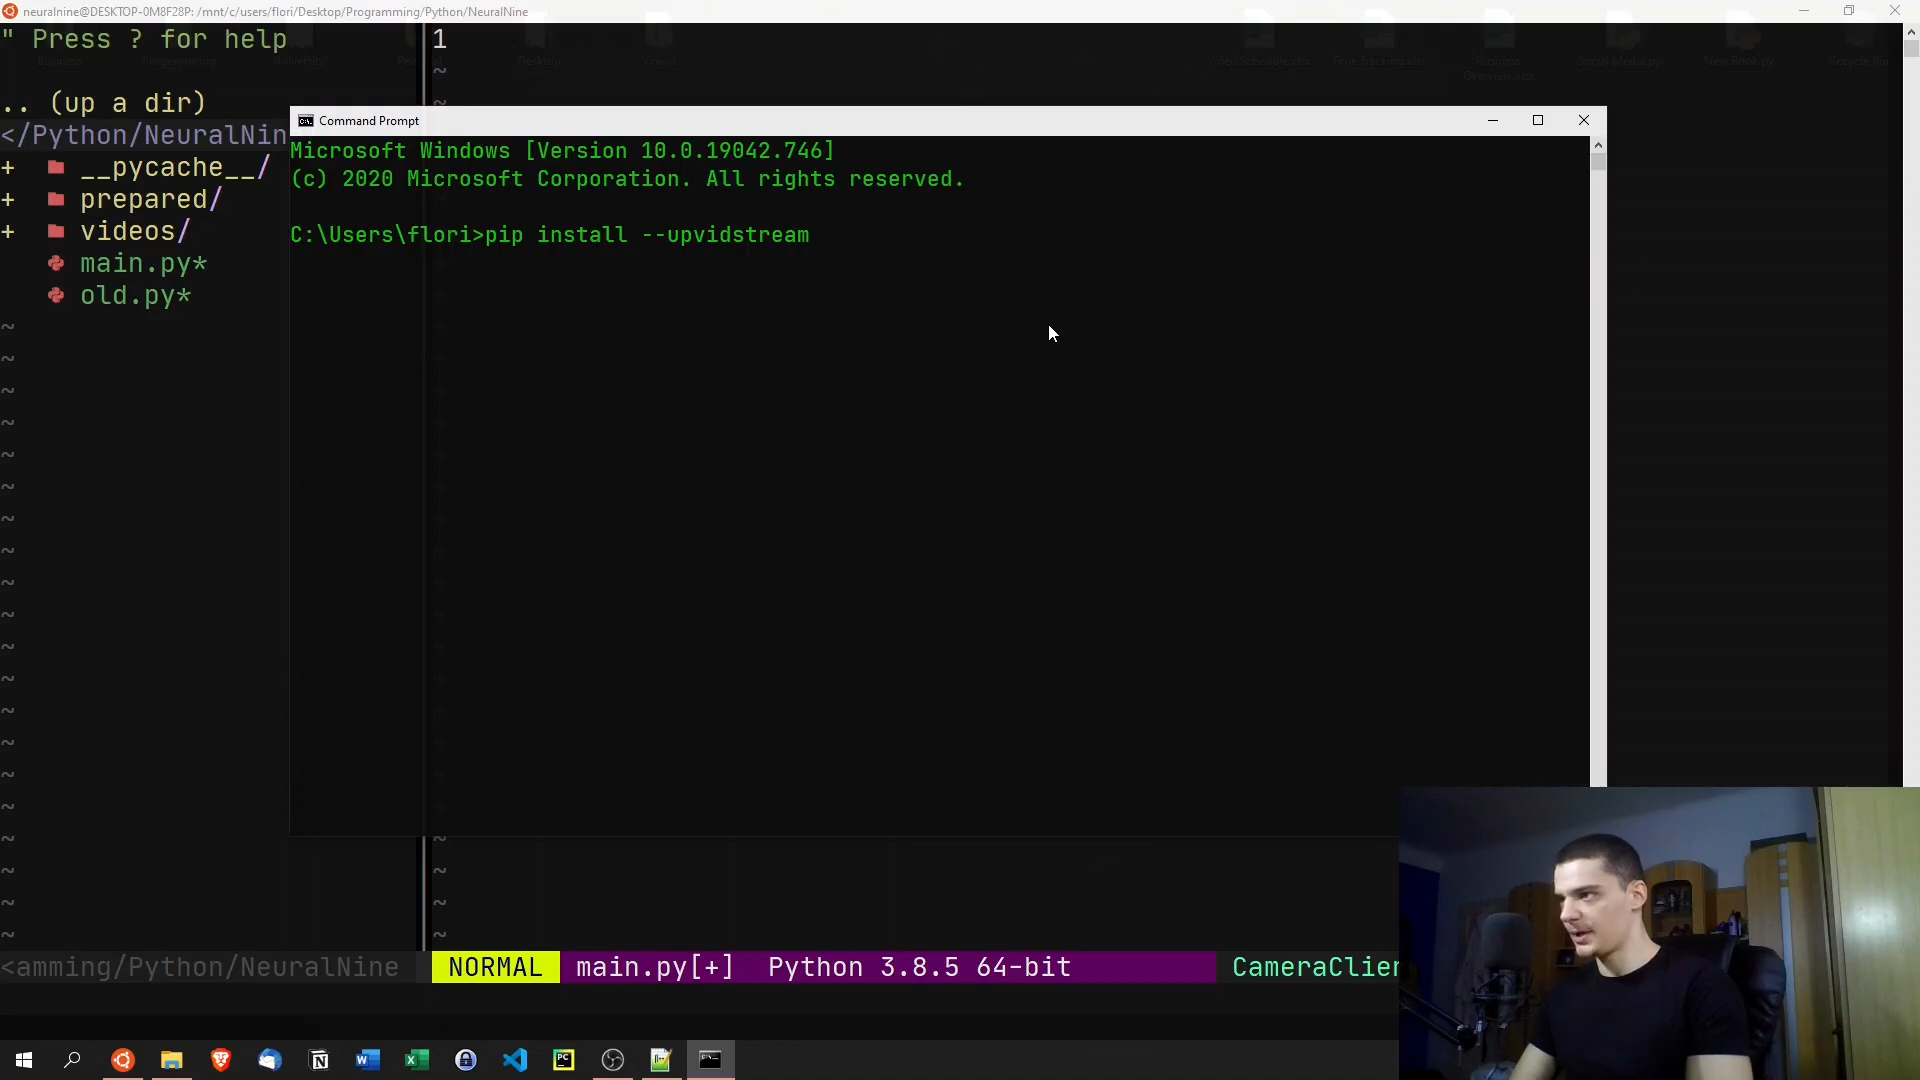 neuralnine@DESKTOP-0M8F28P: /mnt/c/users/flori/Desktop/Programming/Python/NeuralNine
" Press ? for help
1
.. (up a dir)
</Python/NeuralNin
+ __pycache__/
+ prepared/
+ videos/
main.py*
old.py*
Command Prompt
Microsoft Windows [Version 10.0.19042.746]
(c) 2020 Microsoft Corporation. All rights reserved.
C:\Users\flori>pip install --upvidstream
<amming/Python/NeuralNine
NORMAL main.py[+] Python 3.8.5 64-bit CameraClien